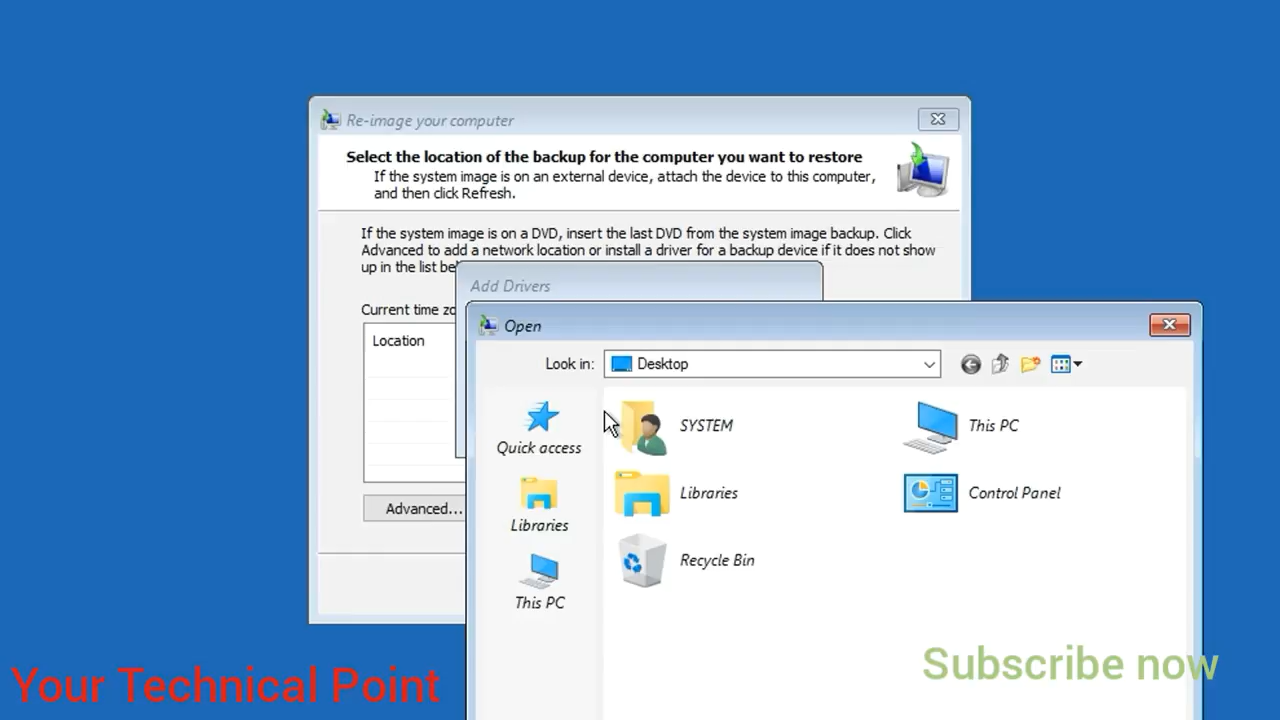 Re-image your computer
Select the location of the backup for the computer you want to restore
If the system image is on an external device, attach the device to this computer,
and then click Refresh.
If the system image is on a DVD, insert the last DVD from the system image backup. Click
Advanced to add a network location or install a driver for a backup device if it does not show
up in the list
Add Drivers
Current time
Location
Advanced...
Open
Look in:
Desktop
Quick access
Libraries
This PC
SYSTEM
This PC
Libraries
Control Panel
Recycle Bin
Your Technical Point
Subscribe now